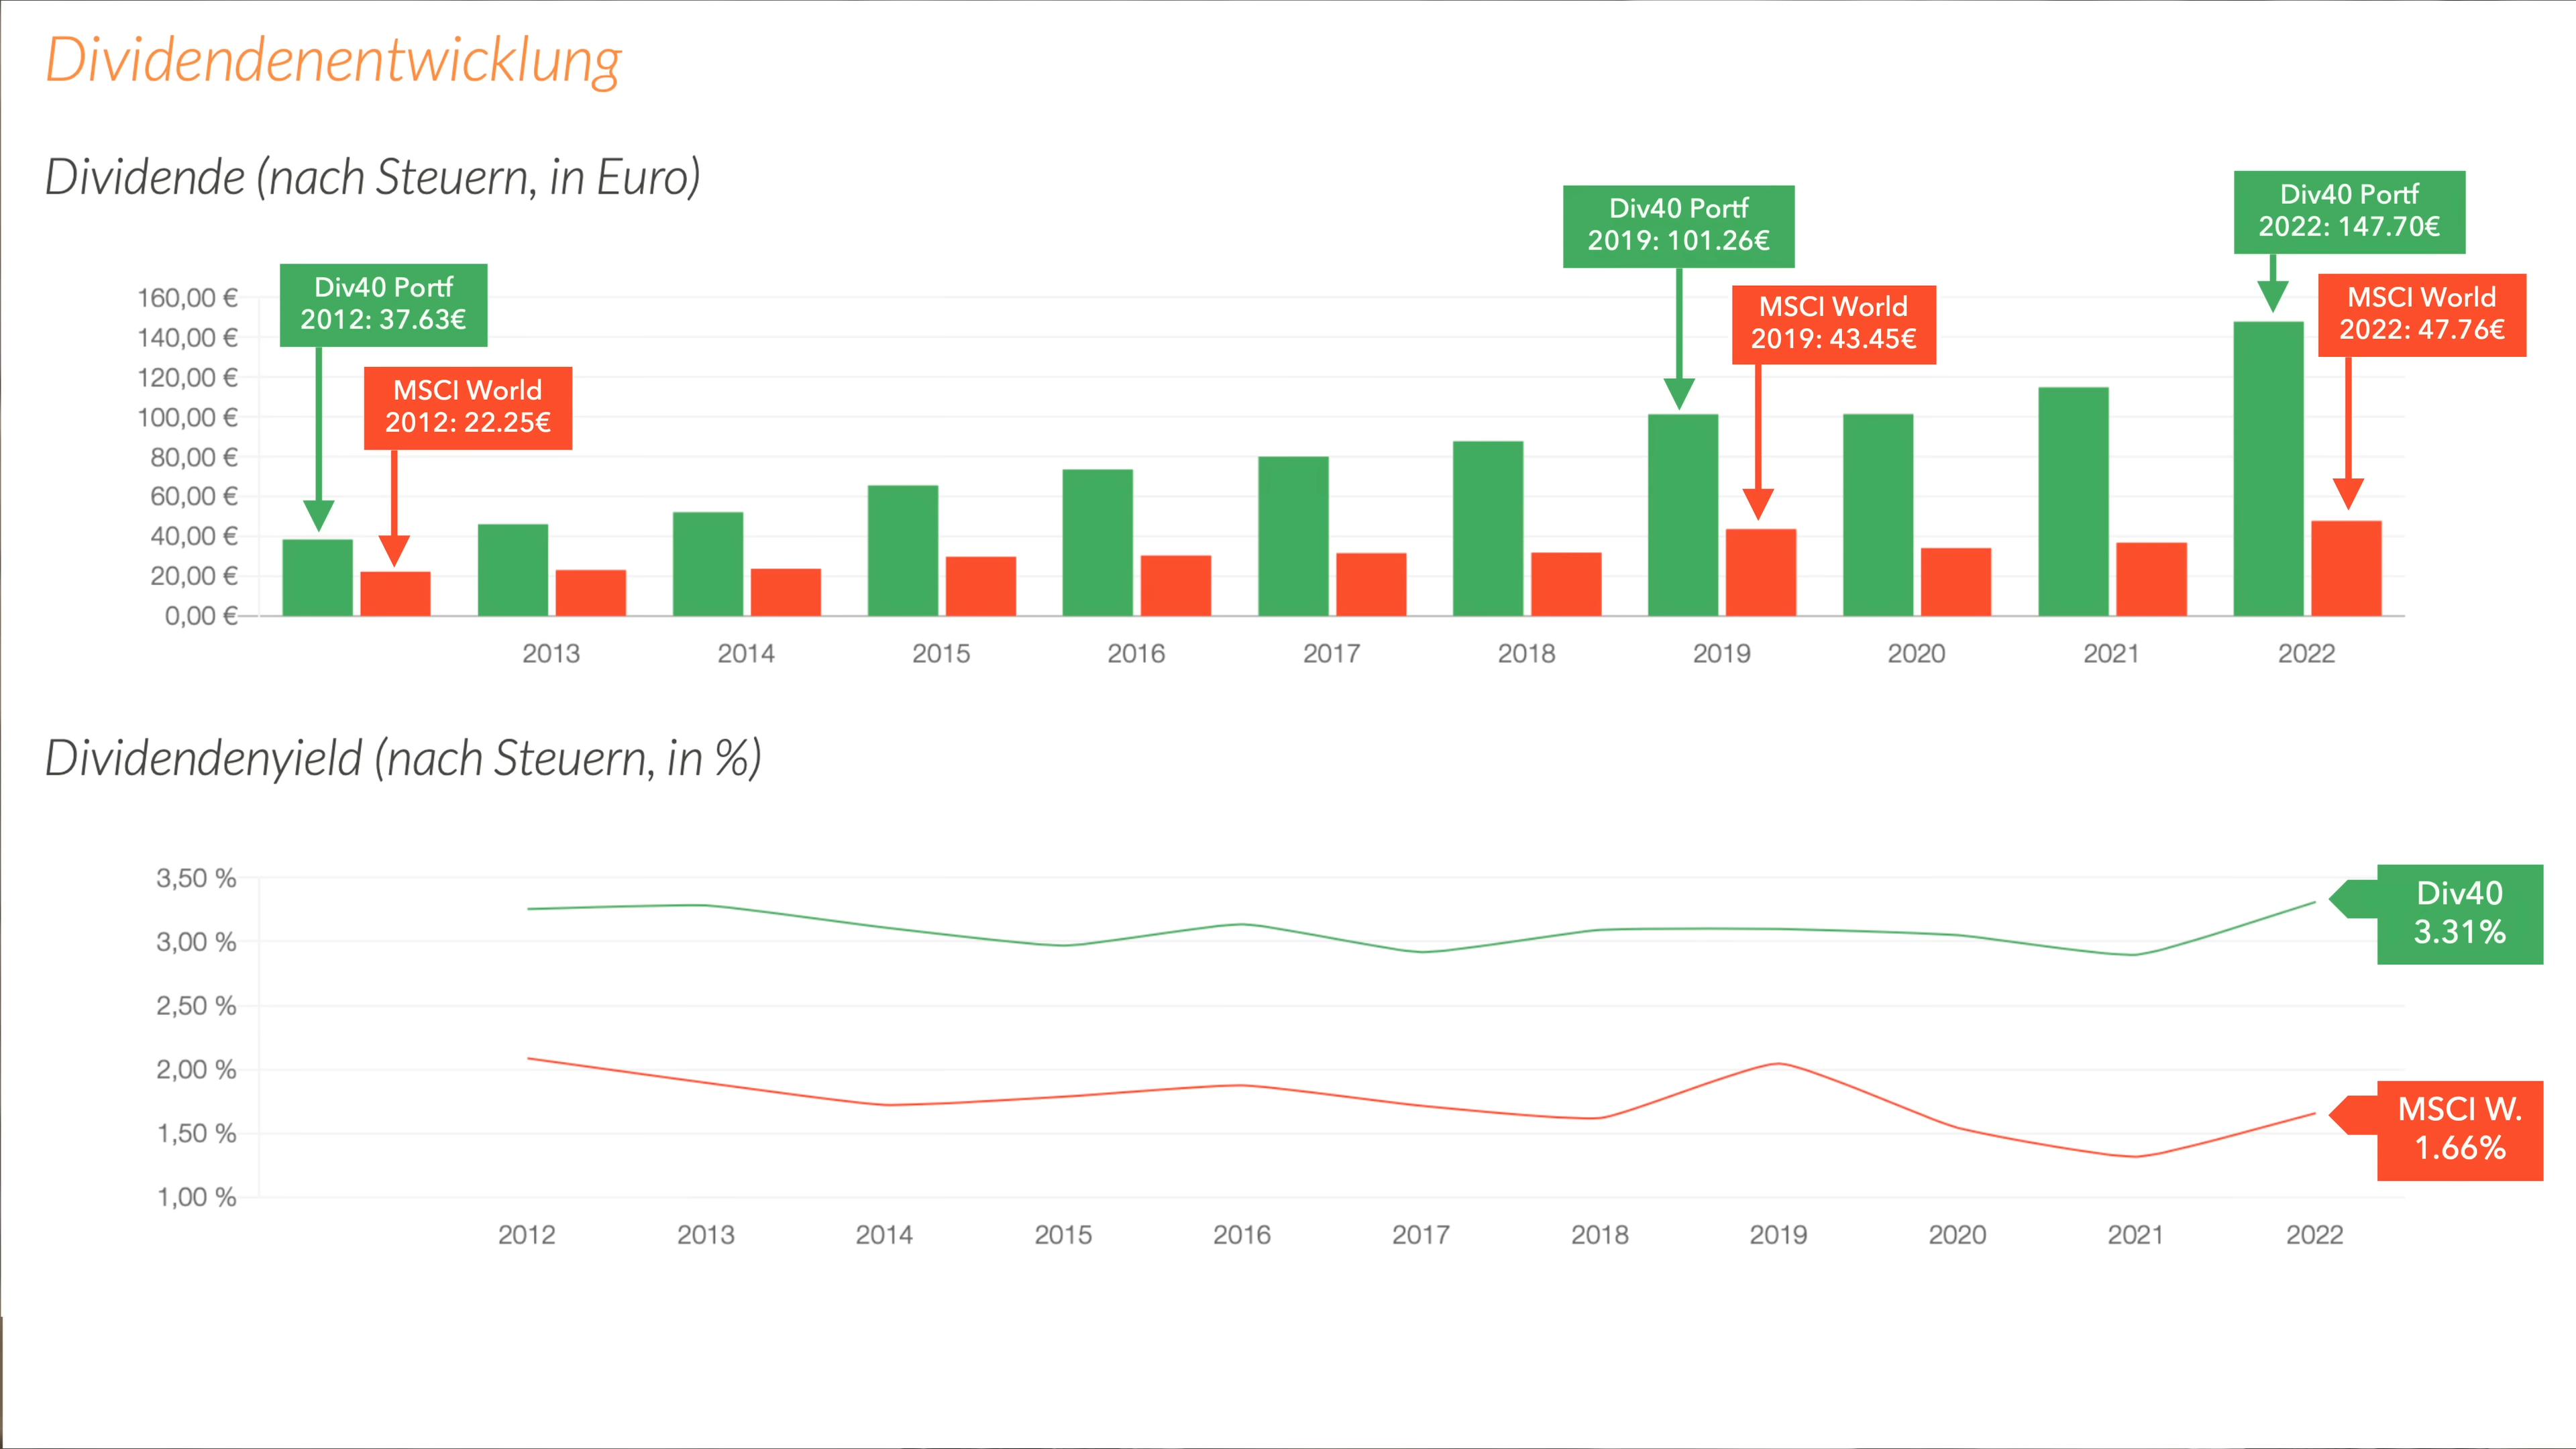 Dividendenentwicklung
Dividende (nach Steuern, in Euro)
Div40 Portf
2012: 37.63€
MSCI World
2012: 22.25€
Div40 Portf
2019: 101.26€
MSCI World
2019: 43.45€
Div40 Portf
2022: 147.70€
MSCI World
2022: 47.76€
160,00 €
140,00 €
120,00 €
100,00 €
80,00 €
60,00 €
40,00 €
20,00 €
0,00 €
2013 2014 2015 2016 2017 2018 2019 2020 2021 2022
Dividendenyield (nach Steuern, in %)
3,50 %
3,00 %
2,50 %
2,00 %
1,50 %
1,00 %
Div40
3.31%
MSCI W.
1.66%
2012 2013 2014 2015 2016 2017 2018 2019 2020 2021 2022